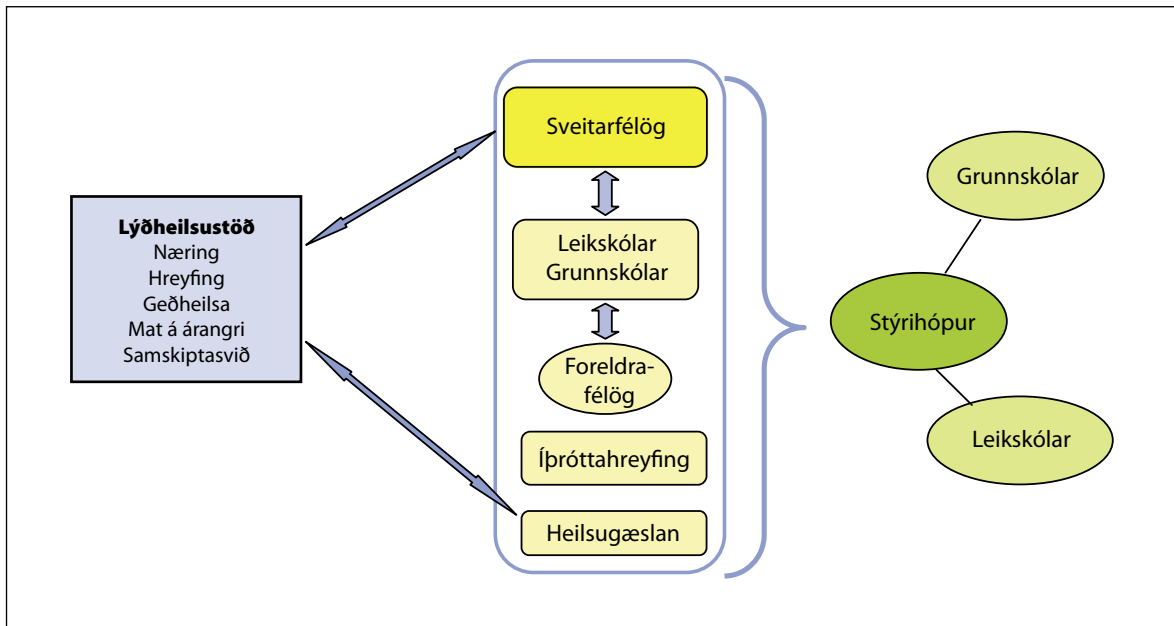 Lýðheilsustöð
Næring
Hreyfing
Geðheilsa
Mat á árangri
Samskiptasvið
Sveitarfélög
Leikskólar
Grunnskólar
Foreldra-
félög
Íþróttahreyfing
Heilsugæslan
Grunnskólar
Stýrihópur
Leikskólar